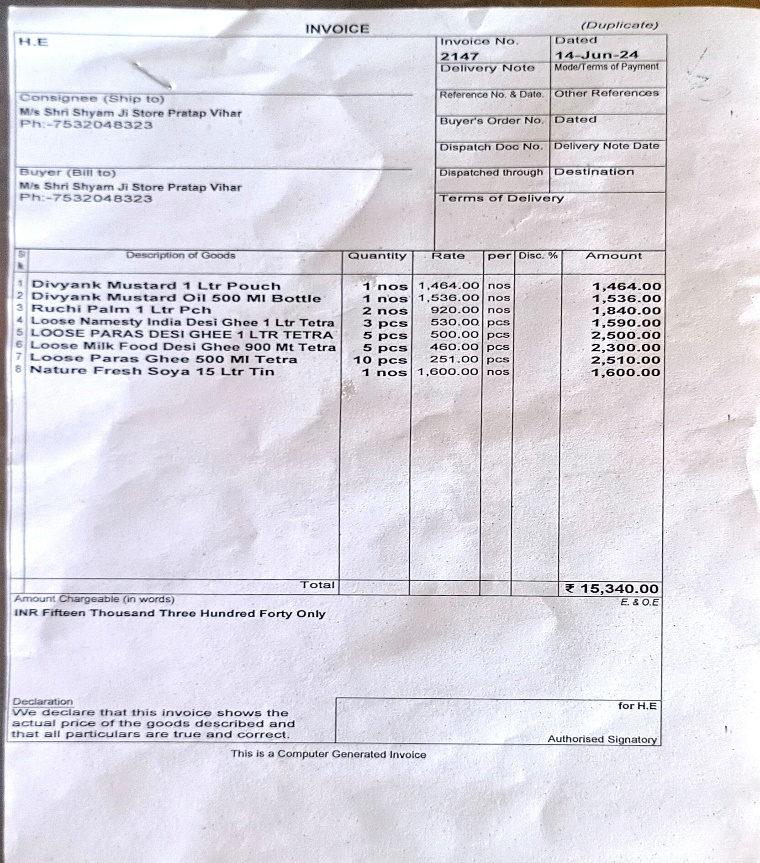 INVOICE
(Duplicate)
H.E
Invoice No.
2147
Dated
14-Jun-24
Delivery Note
Mode/Terms of Payment
Reference No. & Date.
Other References
Buyer's Order No.
Dated
Dispatch Doc No.
Delivery Note Date
Dispatched through
Destination
Terms of Delivery
Consignee (Ship to)
M/s Shri Shyam Ji Store Pratap Vihar
Ph:-7532048323
Buyer (Bill to)
M/s Shri Shyam Ji Store Pratap Vihar
Ph:-7532048323
Description of Goods Quantity Rate per Disc. % Amount
1 Divyank Mustard 1 Ltr Pouch 1 nos 1,464.00 nos 1,464.00
2 Divyank Mustard Oil 500 Ml Bottle 1 nos 1,536.00 nos 1,536.00
3 Ruchi Palm 1 Ltr Pch 2 nos 920.00 nos 1,840.00
4 Loose Namesty India Desi Ghee 1 Ltr Tetra 3 pcs 530.00 pcs 1,590.00
5 LOOSE PARAS DESI GHEE 1 LTR TETRA 5 pcs 500.00 pcs 2,500.00
6 Loose Milk Food Desi Ghee 900 Mt Tetra 5 pcs 460.00 pcs 2,300.00
7 Loose Paras Ghee 500 Ml Tetra 10 pcs 251.00 pcs 2,510.00
8 Nature Fresh Soya 15 Ltr Tin 1 nos 1,600.00 nos 1,600.00
Total ₹ 15,340.00
Amount Chargeable (in words) E. & O.E
INR Fifteen Thousand Three Hundred Forty Only
Declaration
We declare that this invoice shows the
actual price of the goods described and
that all particulars are true and correct.
for H.E
Authorised Signatory
This is a Computer Generated Invoice